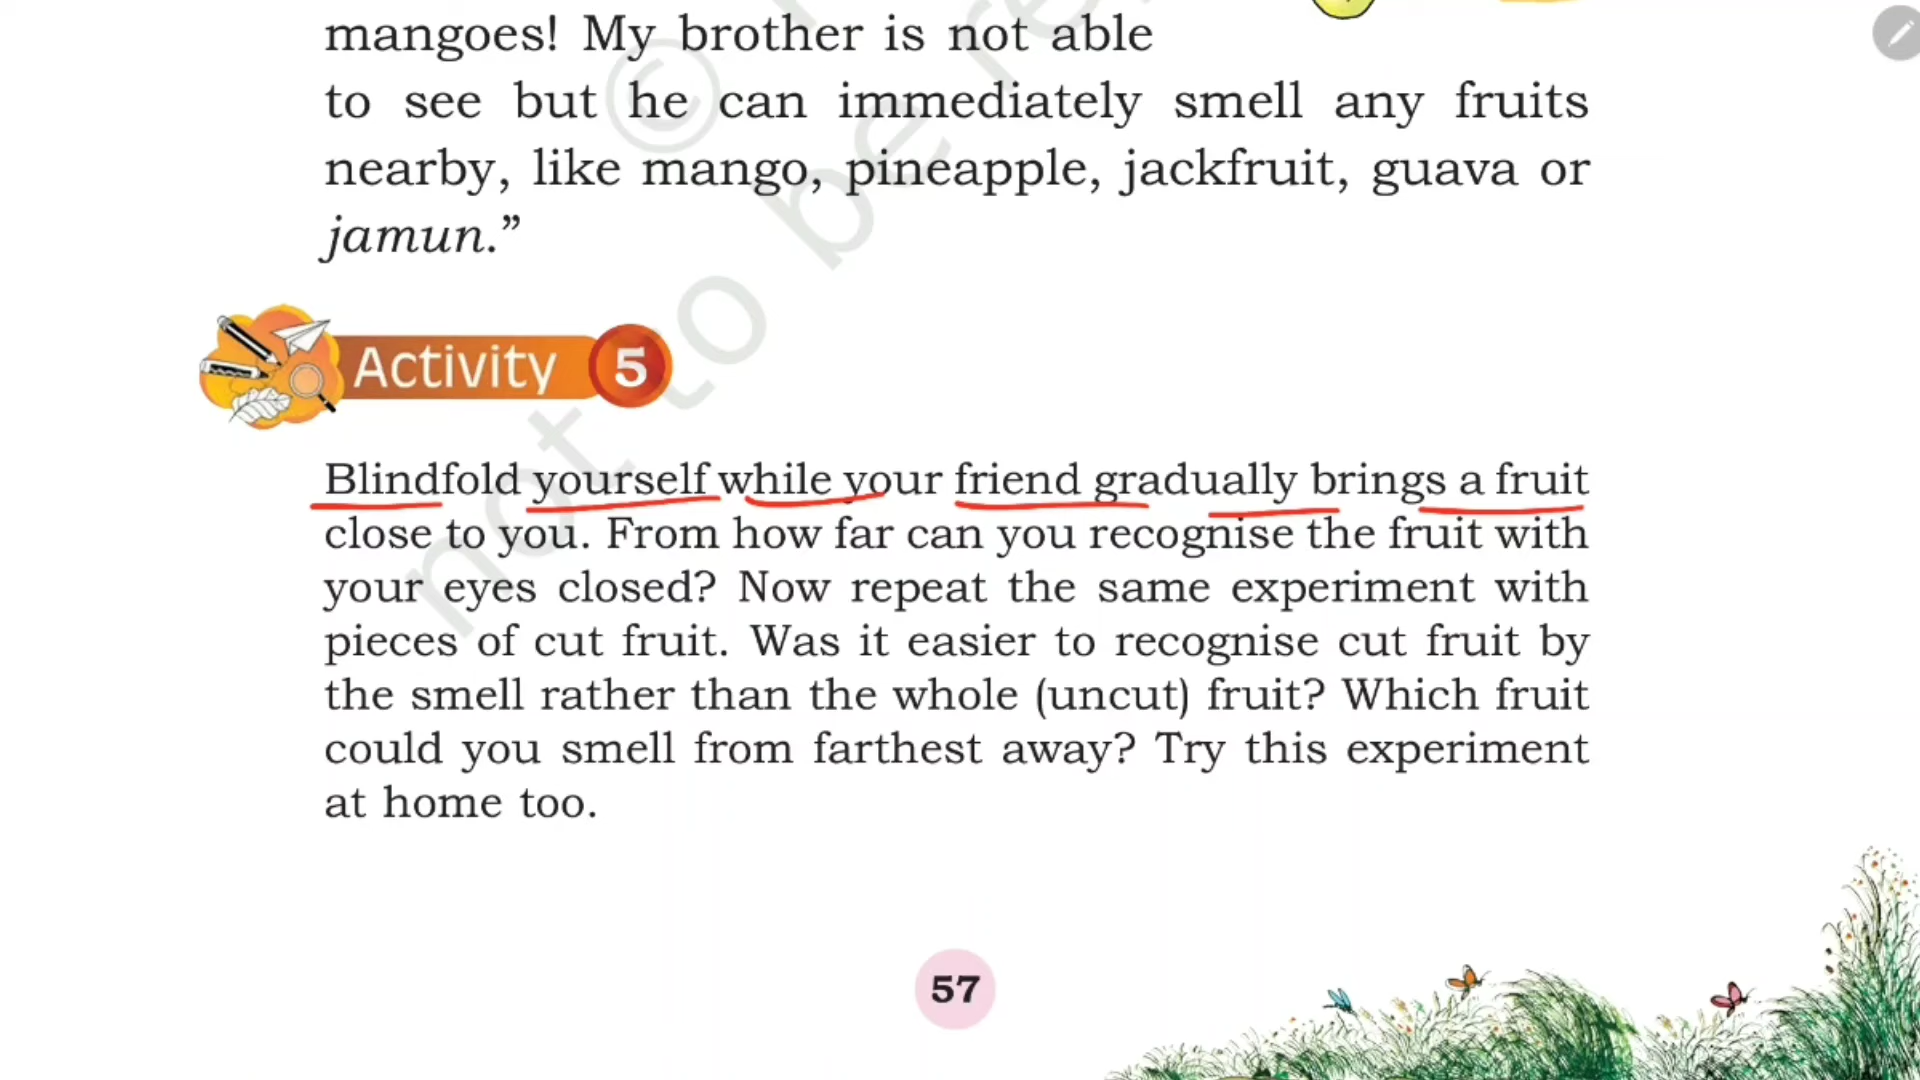 mangoes! My brother is not able
to see but he can immediately smell any fruits
nearby, like mango, pineapple, jackfruit, guava or
jamun.”
Activity 5
Blindfold yourself while your friend gradually brings a fruit
close to you. From how far can you recognise the fruit with
your eyes closed? Now repeat the same experiment with
pieces of cut fruit. Was it easier to recognise cut fruit by
the smell rather than the whole (uncut) fruit? Which fruit
could you smell from farthest away? Try this experiment
at home too.
57
©
not to be re